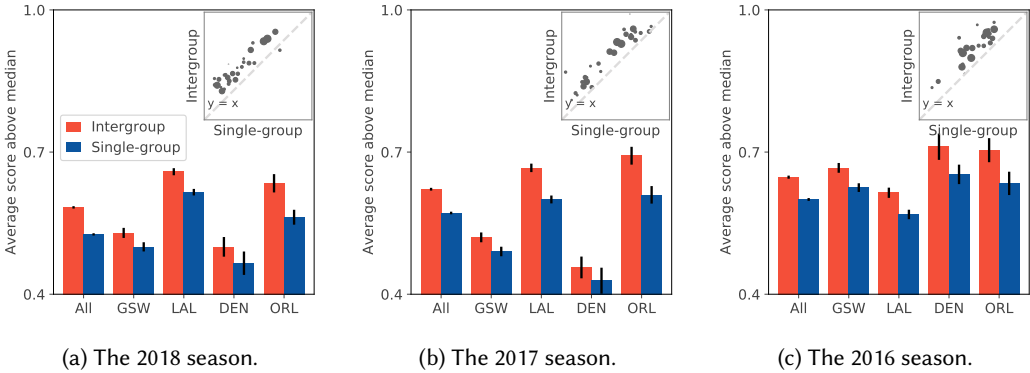 Average score above median
1.0
0.7
0.4
Intergroup
Single-group
Intergroup
y = x
Single-group
All GSW LAL DEN ORL
(a) The 2018 season.
Average score above median
1.0
0.7
0.4
Intergroup
y = x
Single-group
All GSW LAL DEN ORL
(b) The 2017 season.
Average score above median
1.0
0.7
0.4
Intergroup
y = x
Single-group
All GSW LAL DEN ORL
(c) The 2016 season.